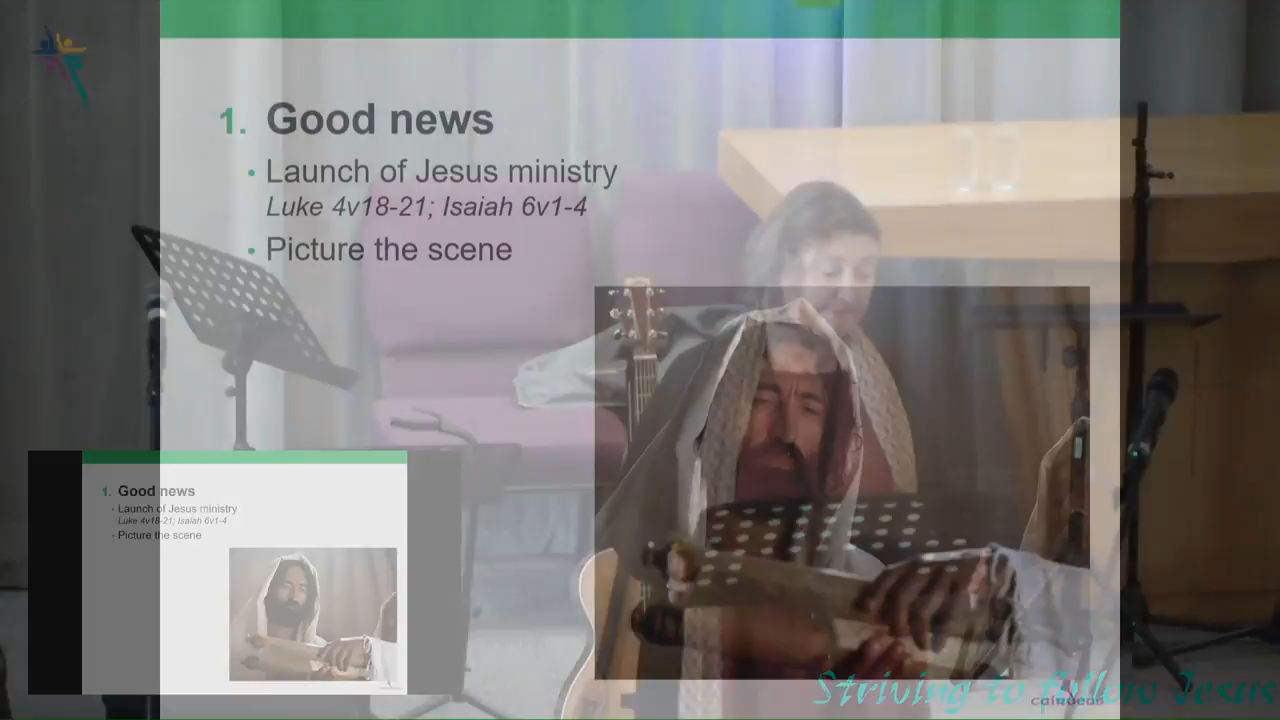 1. Good news
• Launch of Jesus ministry
Luke 4v18-21; Isaiah 6v1-4
• Picture the scene
1. Good news
• Launch of Jesus ministry
Luke 4v18-21; Isaiah 6v1-4
• Picture the scene
Striving to follow Jesus
cairdeas